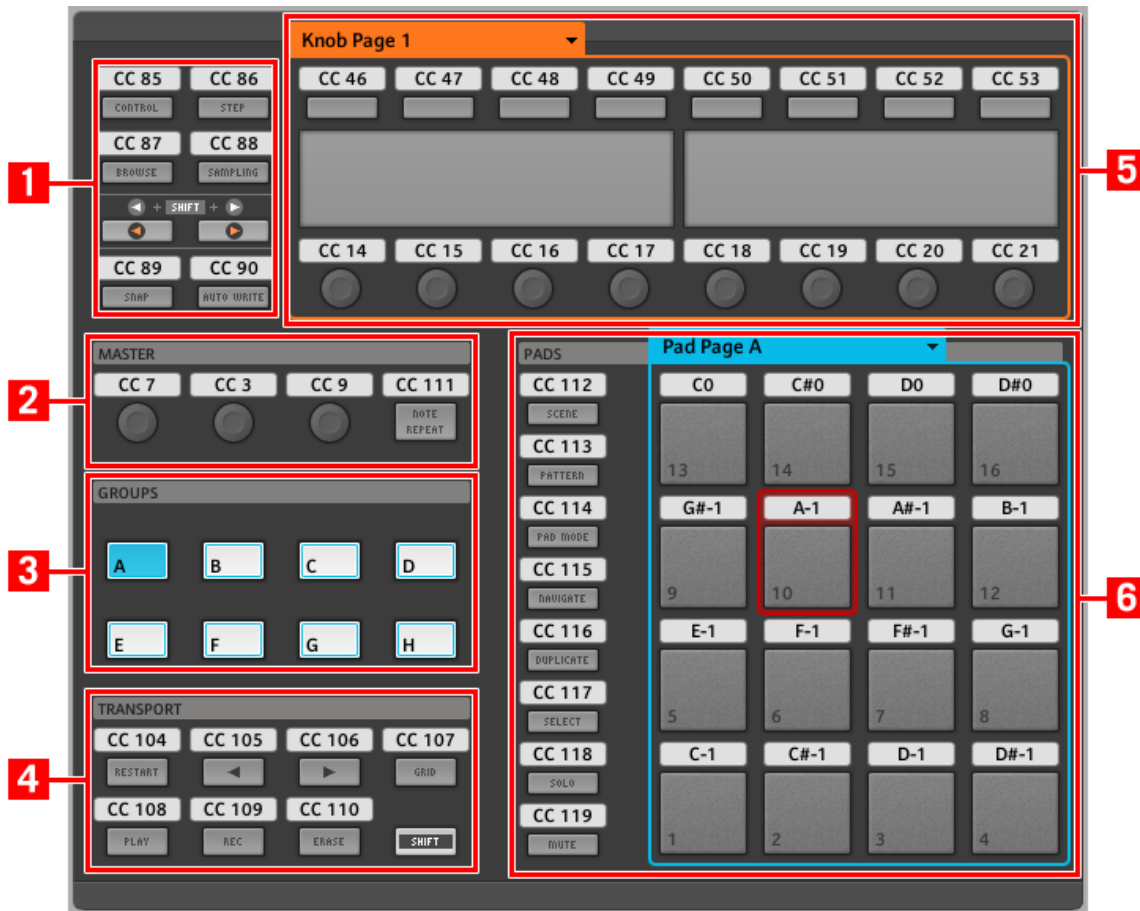 Knob Page 1
CC 85 CC 86
CONTROL STEP
CC 87 CC 88
BROWSE SAMPLING
+ SHIFT +
CC 89 CC 90
SNAP AUTO WRITE
1
CC 46 CC 47 CC 48 CC 49 CC 50 CC 51 CC 52 CC 53
CC 14 CC 15 CC 16 CC 17 CC 18 CC 19 CC 20 CC 21
5
MASTER
CC 7 CC 3 CC 9 CC 111
NOTE REPEAT
2
GROUPS
A B C D
E F G H
3
TRANSPORT
CC 104 CC 105 CC 106 CC 107
RESTART GRID
CC 108 CC 109 CC 110
PLAY REC ERASE SHIFT
4
PADS
CC 112
SCENE
CC 113
PATTERN
CC 114
PAD MODE
CC 115
NAVIGATE
CC 116
DUPLICATE
CC 117
SELECT
CC 118
SOLO
CC 119
MUTE
Pad Page A
C0 C#0 D0 D#0
13 14 15 16
G#-1 A-1 A#-1 B-1
9 10 11 12
E-1 F-1 F#-1 G-1
5 6 7 8
C-1 C#-1 D-1 D#-1
1 2 3 4
6